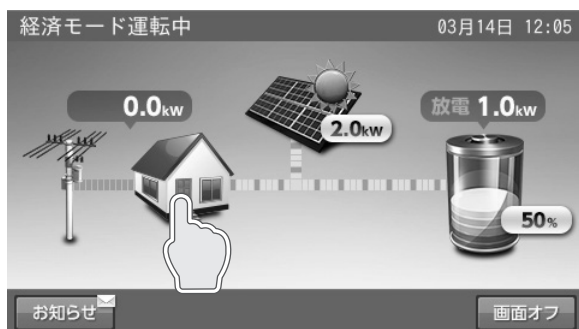 経済モード運転中
03月14日 12:05
0.0kw
2.0kw
放電 1.0kw
50%
お知らせ
画面オフ